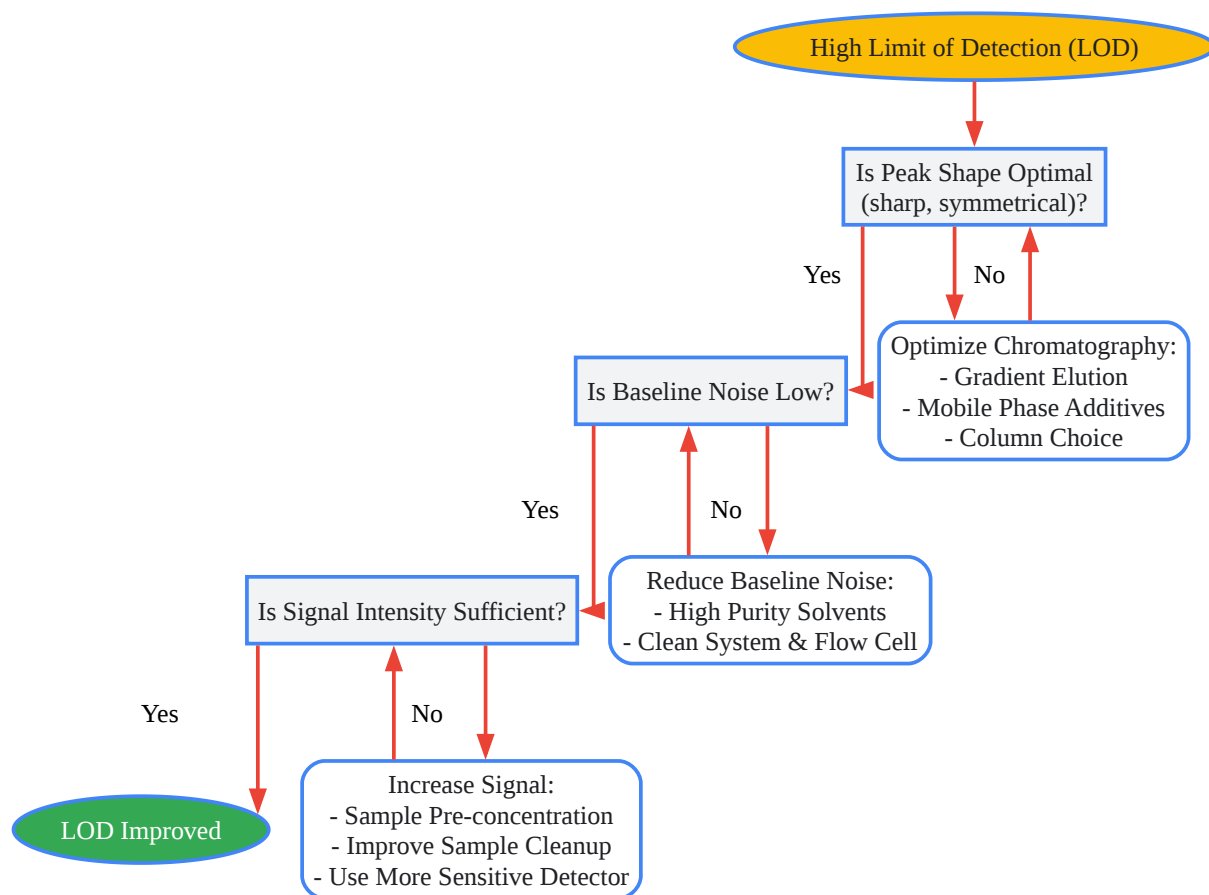 High Limit of Detection (LOD)
Is Peak Shape Optimal
(sharp, symmetrical)?
Yes
No
Optimize Chromatography:
- Gradient Elution
- Mobile Phase Additives
- Column Choice
Is Baseline Noise Low?
Yes
No
Reduce Baseline Noise:
- High Purity Solvents
- Clean System & Flow Cell
Is Signal Intensity Sufficient?
Yes
No
Increase Signal:
- Sample Pre-concentration
- Improve Sample Cleanup
- Use More Sensitive Detector
LOD Improved